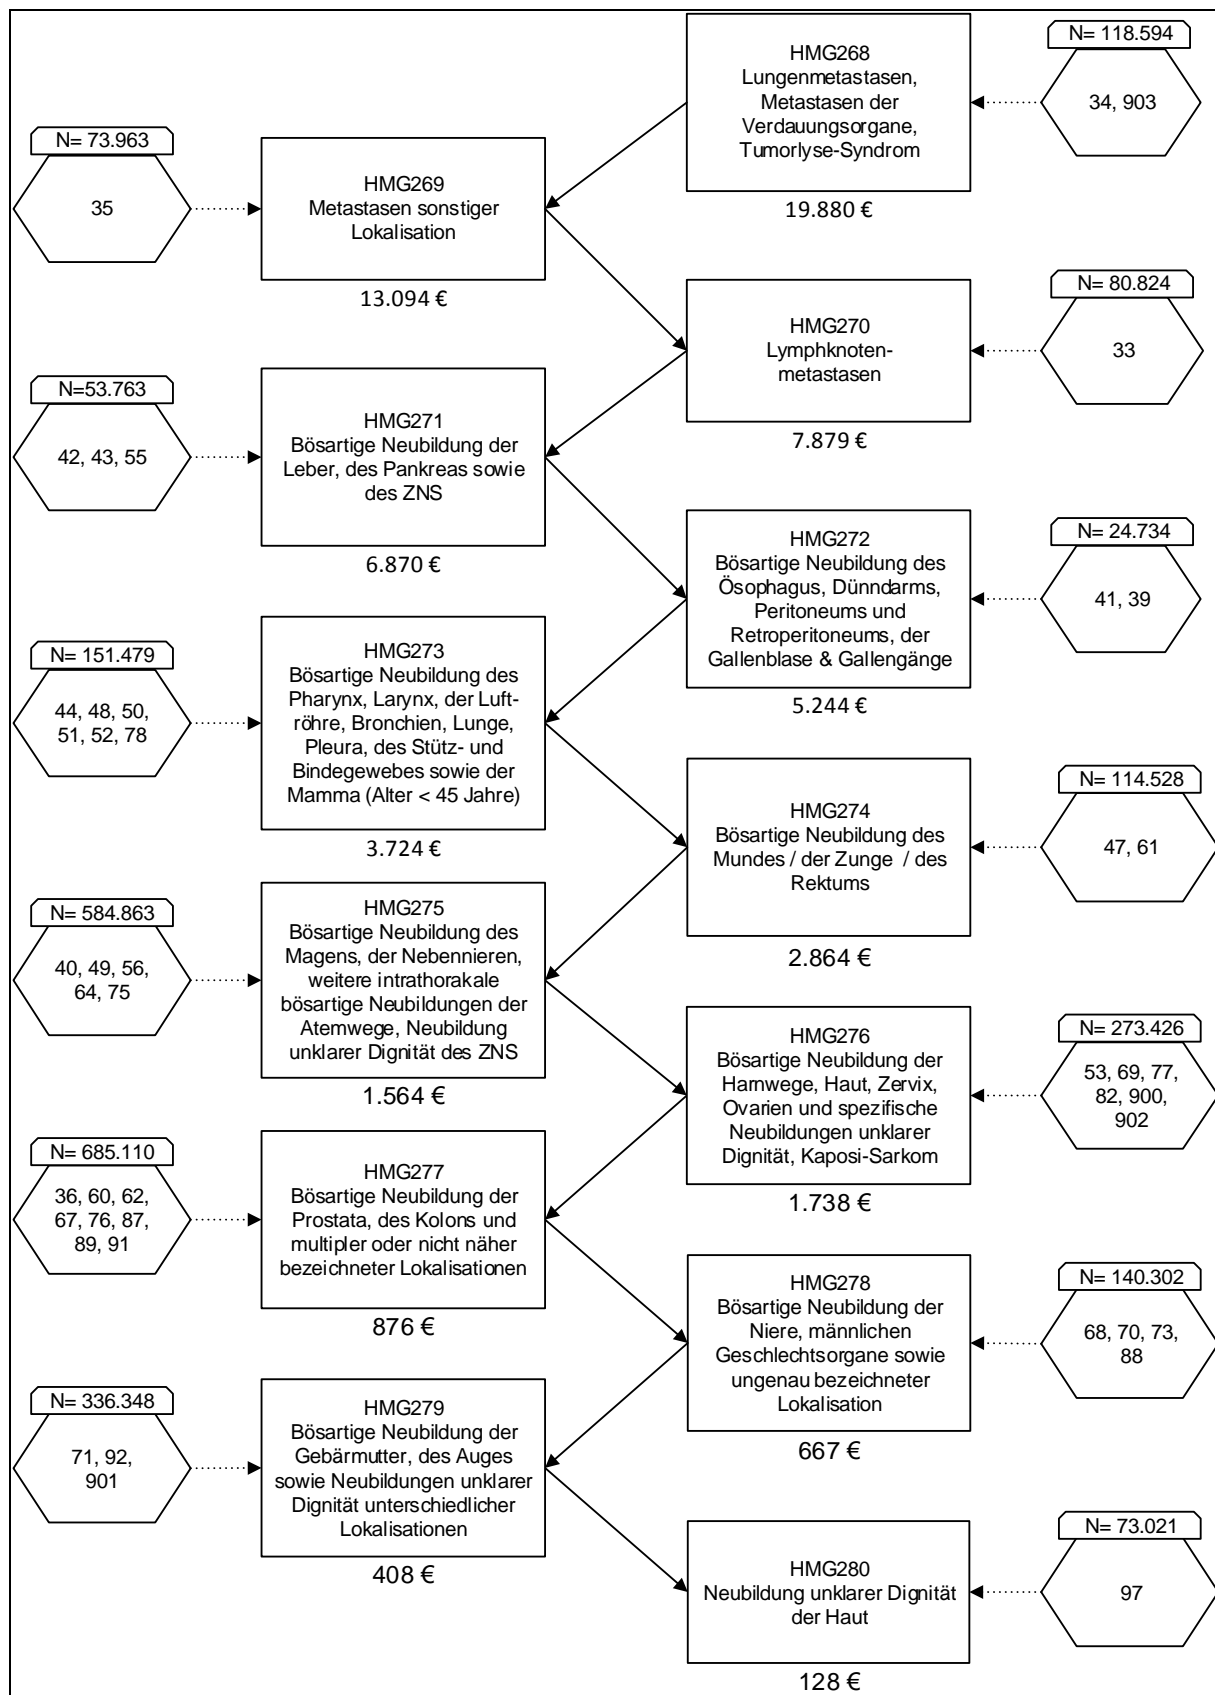 N= 118.594
34, 903
HMG268
Lungenmetastasen,
Metastasen der
Verdauungsorgane,
Tumorlyse-Syndrom
19.880 €
N= 73.963
35
HMG269
Metastasen sonstiger
Lokalisation
13.094 €
N= 80.824
33
HMG270
Lymphknoten-
metastasen
7.879 €
N=53.763
42, 43, 55
HMG271
Bösartige Neubildung der
Leber, des Pankreas sowie
des ZNS
6.870 €
N= 24.734
41, 39
HMG272
Bösartige Neubildung des
Ösophagus, Dünndarms,
Peritoneums und
Retroperitoneums, der
Gallenblase & Gallengänge
5.244 €
N= 151.479
44, 48, 50,
51, 52, 78
HMG273
Bösartige Neubildung des
Pharynx, Larynx, der Luft-
röhre, Bronchien, Lunge,
Pleura, des Stütz- und
Bindegewebes sowie der
Mamma (Alter < 45 Jahre)
3.724 €
N= 114.528
47, 61
HMG274
Bösartige Neubildung des
Mundes / der Zunge / des
Rektums
2.864 €
N= 584.863
40, 49, 56,
64, 75
HMG275
Bösartige Neubildung des
Magens, der Nebennieren,
weitere intrathorakale
bösartige Neubildungen der
Atemwege, Neubildung
unklarer Dignität des ZNS
1.564 €
N= 273.426
53, 69, 77,
82, 900,
902
HMG276
Bösartige Neubildung der
Harnwege, Haut, Zervix,
Ovarien und spezifische
Neubildungen unklarer
Dignität, Kaposi-Sarkom
1.738 €
N= 685.110
36, 60, 62,
67, 76, 87,
89, 91
HMG277
Bösartige Neubildung der
Prostata, des Kolons und
multipler oder nicht näher
bezeichneter Lokalisationen
876 €
N= 140.302
68, 70, 73,
88
HMG278
Bösartige Neubildung der
Niere, männlichen
Geschlechtsorgane sowie
ungenau bezeichneter
Lokalisation
667 €
N= 336.348
71, 92,
901
HMG279
Bösartige Neubildung der
Gebärmutter, des Auges
sowie Neubildungen unklarer
Dignität unterschiedlicher
Lokalisationen
408 €
N= 73.021
97
HMG280
Neubildung unklarer Dignität
der Haut
128 €